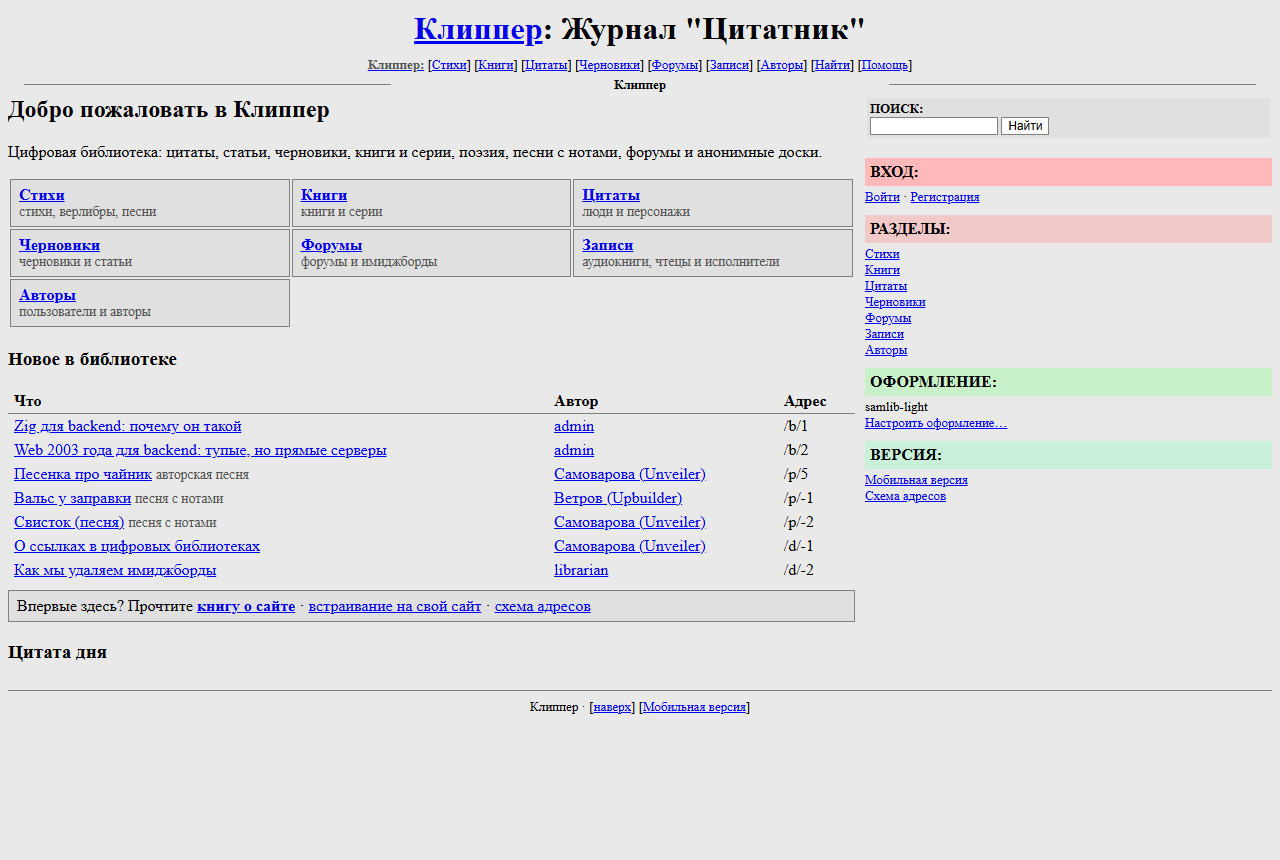 Клиппер: Журнал "Цитатник"
Клиппер: [Стихи] [Книги] [Цитаты] [Черновики] [Форумы] [Записи] [Авторы] [Найти] [Помощь]
Клиппер
Добро пожаловать в Клиппер
Цифровая библиотека: цитаты, статьи, черновики, книги и серии, поэзия, песни с нотами, форумы и анонимные доски.
Стихи
стихи, верлибры, песни
Книги
книги и серии
Цитаты
люди и персонажи
Черновики
черновики и статьи
Форумы
форумы и имиджборды
Записи
аудиокниги, чтецы и исполнители
Авторы
пользователи и авторы
Новое в библиотеке
Что Автор Адрес
Zig для backend: почему он такой admin /b/1
Web 2003 года для backend: тупые, но прямые серверы admin /b/2
Песенка про чайник авторская песня Самоварова (Unveiler) /p/5
Вальс у заправки песня с нотами Ветров (Upbuilder) /p/-1
Свисток (песня) песня с нотами Самоварова (Unveiler) /p/-2
О ссылках в цифровых библиотеках Самоварова (Unveiler) /d/-1
Как мы удаляем имиджборды librarian /d/-2
Впервые здесь? Прочтите книгу о сайте · встраивание на свой сайт · схема адресов
Цитата дня
ПОИСК:
Найти
ВХОД:
Войти · Регистрация
РАЗДЕЛЫ:
Стихи
Книги
Цитаты
Черновики
Форумы
Записи
Авторы
ОФОРМЛЕНИЕ:
samlib-light
Настроить оформление…
ВЕРСИЯ:
Мобильная версия
Схема адресов
Клиппер · [наверх] [Мобильная версия]